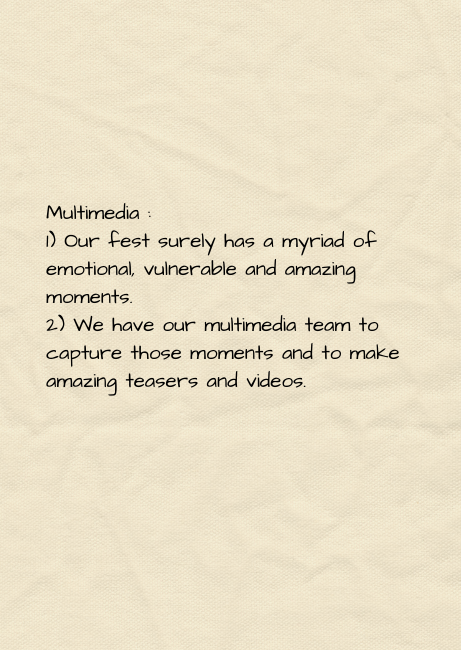 Multimedia :
1) Our fest surely has a myriad of
emotional, vulnerable and amazing
moments.
2) We have our multimedia team to
capture those moments and to make
amazing teasers and videos.